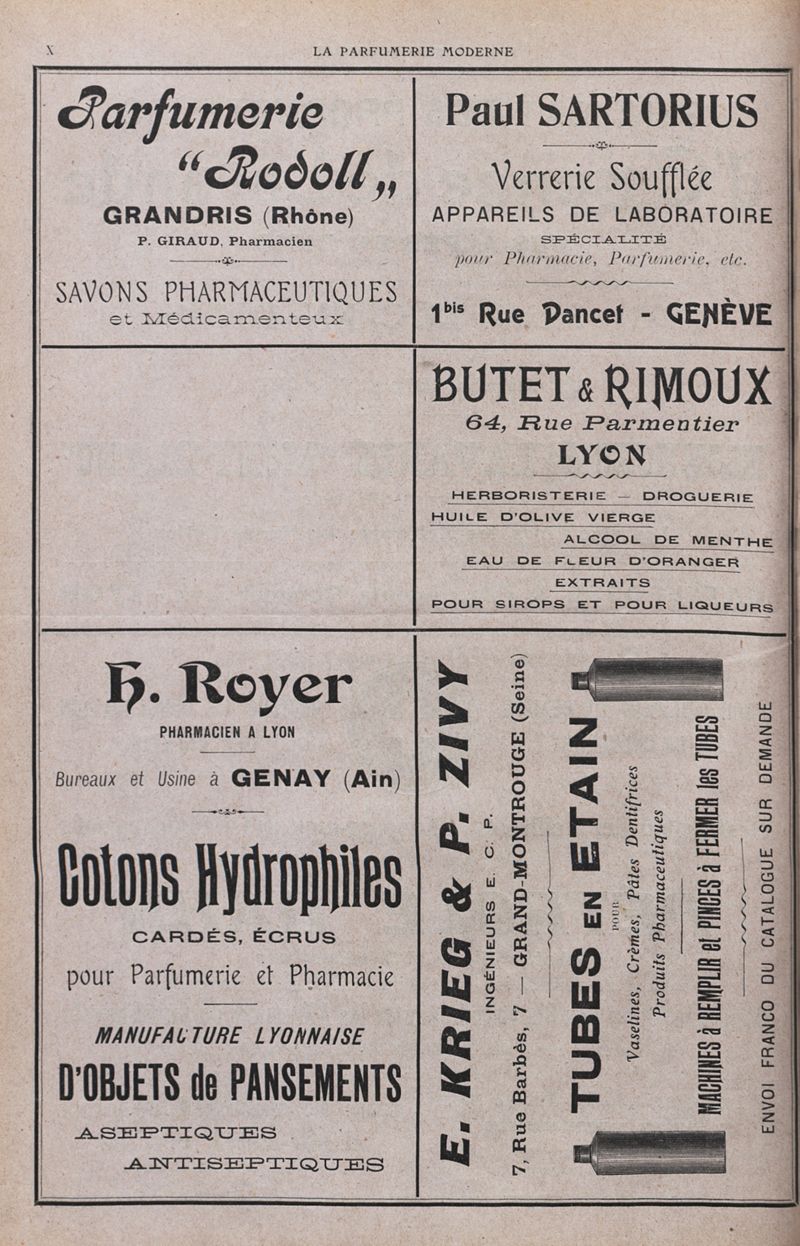 X
LA PARFUMERIE MODERNE
Parfumerie
“Rodoll„
GRANDRIS (Rhône)
P. GIRAUD, Pharmacien
SAVONS PHARMACEUTIQUES
et Médicamenteux
Paul SARTORIUS
Verrerie Soufflée
APPAREILS DE LABORATOIRE
SPÉCIALITÉ
pour Pharmacie, Parfumerie, etc.
1bis Rue Dancet - GENÈVE
BUTET & RIMOUX
64, Rue Parmentier
LYON
HERBORISTERIE — DROGUERIE
HUILE D'OLIVE VIERGE
ALCOOL DE MENTHE
EAU DE FLEUR D'ORANGER
EXTRAITS
POUR SIROPS ET POUR LIQUEURS
H. Royer
PHARMACIEN A LYON
Bureaux et Usine à GENAY (Ain)
Cotons Hydrophiles
CARDÉS, ÉCRUS
pour Parfumerie et Pharmacie
MANUFACTURE LYONNAISE
D'OBJETS de PANSEMENTS
ASEPTIQUES
ANTISEPTIQUES
E. KRIEG & P. ZIVY
INGÉNIEURS E. C. P.
7, Rue Barbès, 7 — GRAND-MONTROUGE (Seine)
TUBES EN ETAIN
POUR
Vaselines, Crèmes, Pâtes Dentifrices
Produits Pharmaceutiques
MACHINES à REMPLIR et PINCES à FERMER les TUBES
ENVOI FRANCO DU CATALOGUE SUR DEMANDE